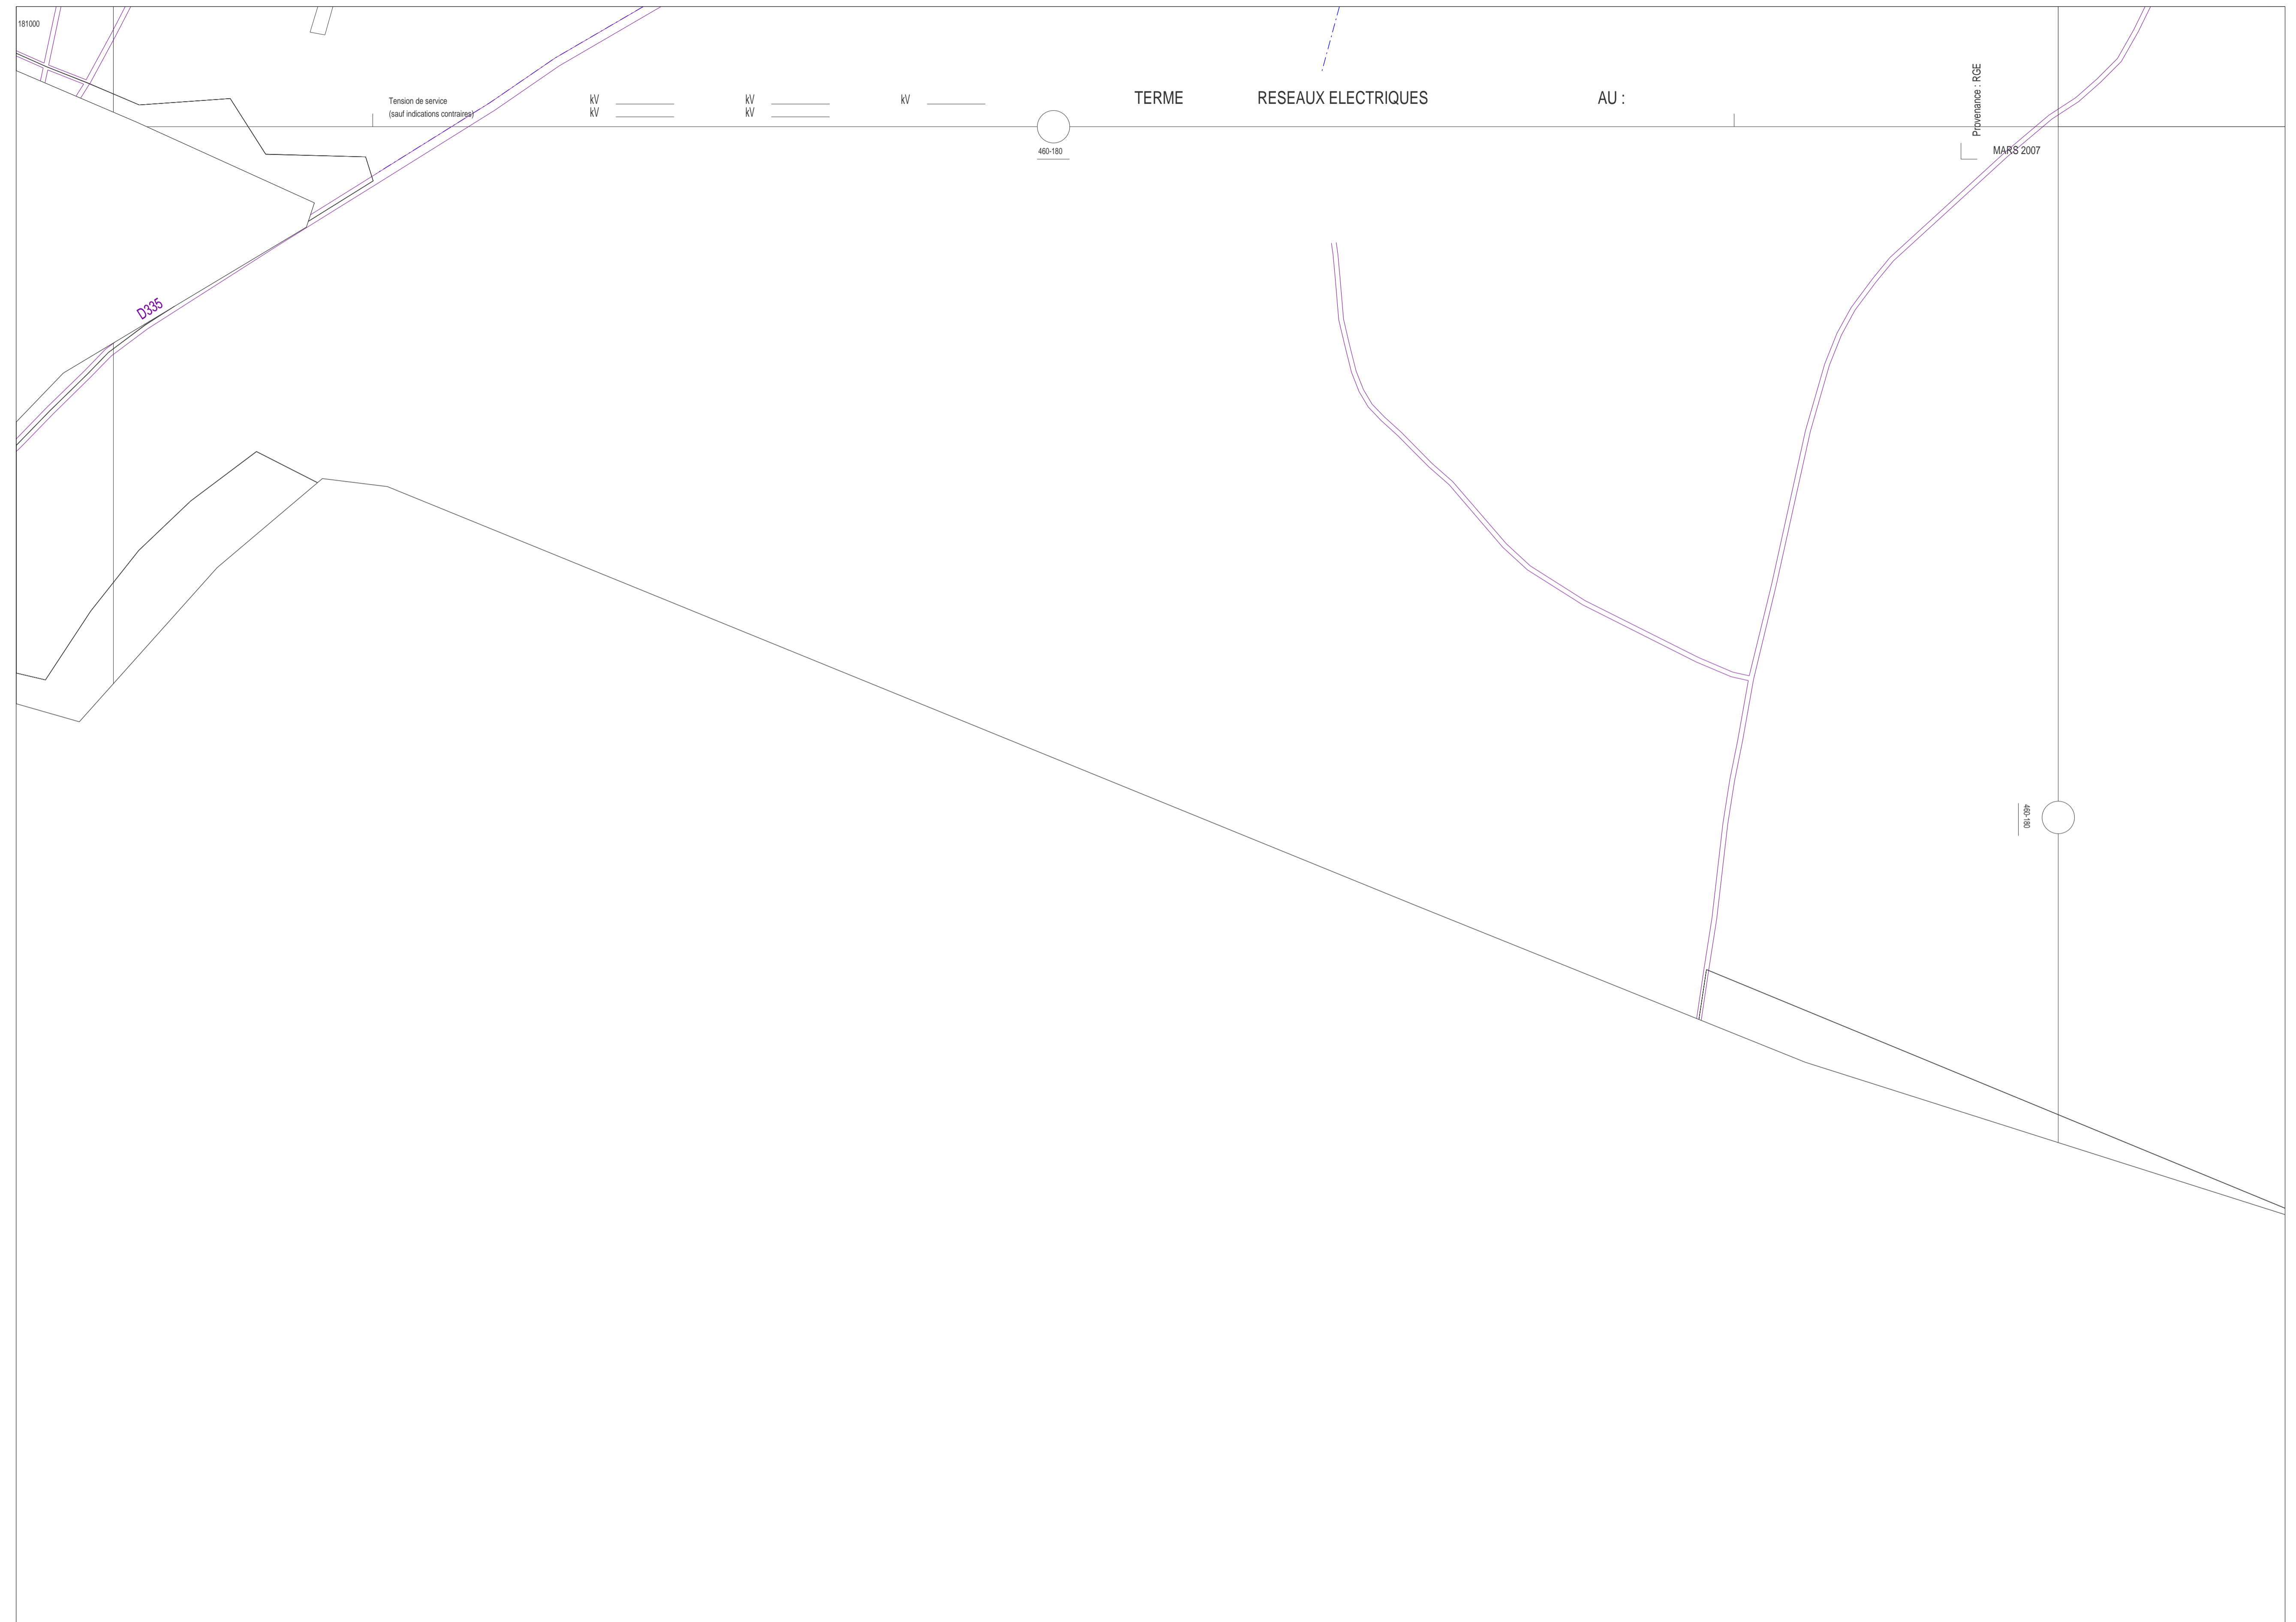 181000
Tension de service
(sauf indications contraires)
kV
kV
kV
kV
kV
TERME RESEAUX ELECTRIQUES AU :
Provenance : RGE
MARS 2007
460-180
D335
460-180